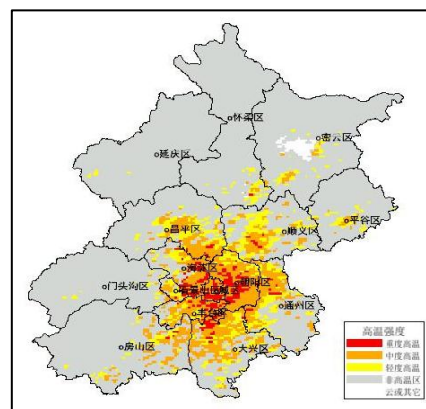 怀柔区
密云区
延庆区
平谷区
昌平区
顺义区
海淀区
门头沟区
朝阳区
通州区
丰台区
房山区
大兴区
高温强度
重度高温
中度高温
轻度高温
非高温区
云或其它